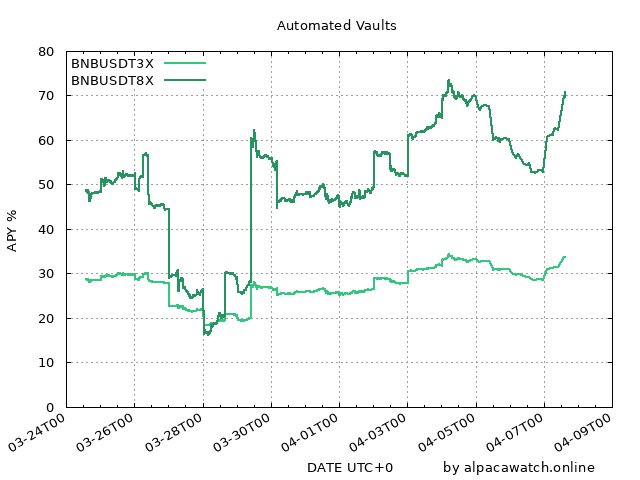 Automated Vaults
BNBUSDT3X
BNBUSDT8X
APY %
80
70
60
50
40
30
20
10
0
03-24T00
03-26T00
03-28T00
03-30T00
04-01T00
04-03T00
04-05T00
04-07T00
04-09T00
DATE UTC+0
by alpacawatch.online